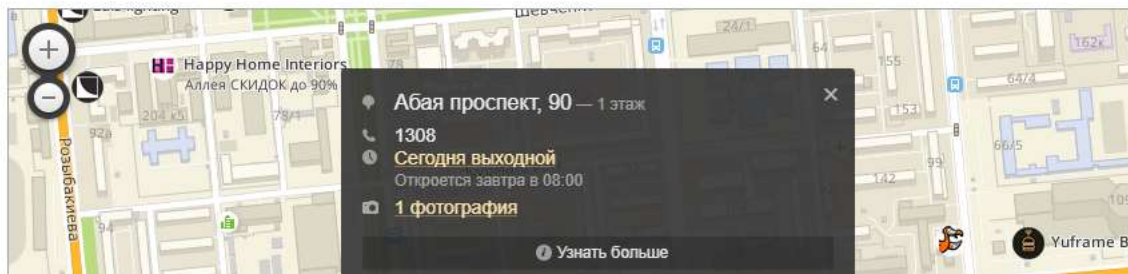 Шевчен
Happy Home Interiors
Аллея СКИДОК до 90%
78
24/1
64
155
162к
64/4
Абая проспект, 90 — 1 этаж
1308
Сегодня выходной
Откроется завтра в 08:00
1 фотография
Узнать больше
204 к5
78/1
92а
Розыбакиева
94
153
66/5
99
142
109
Yuframe B